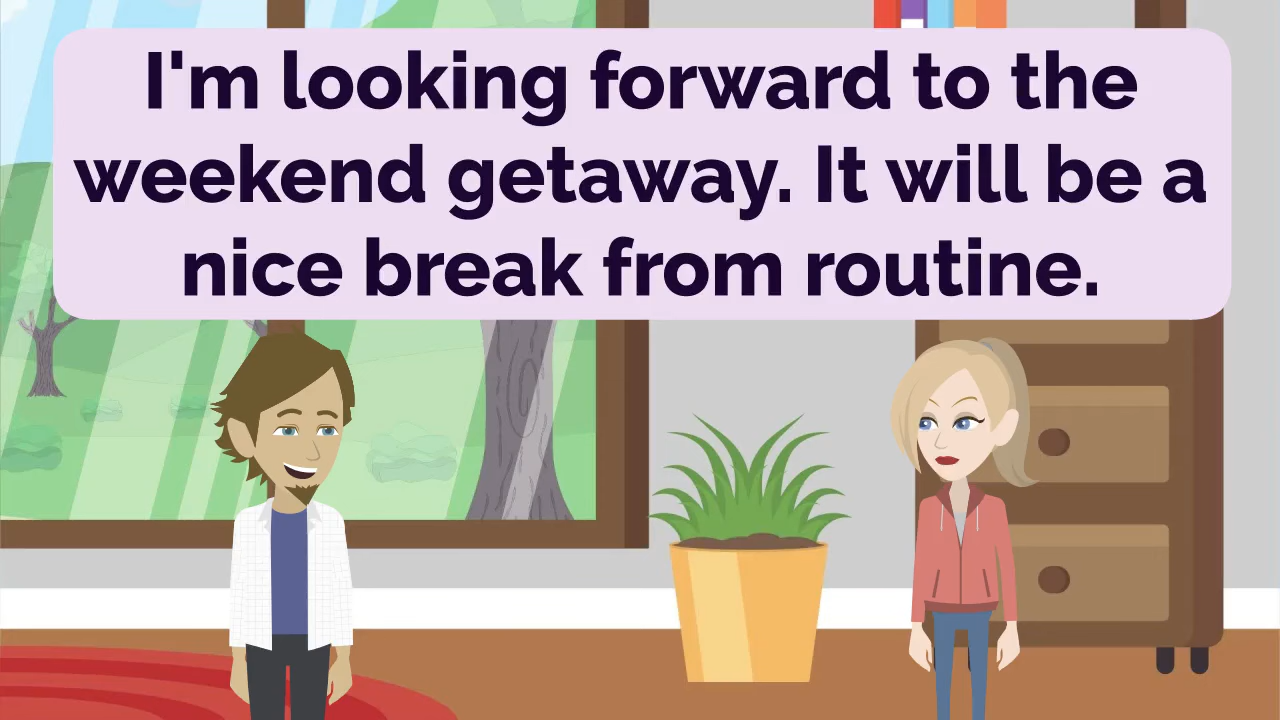 I'm looking forward to the
weekend getaway. It will be a
nice break from routine.